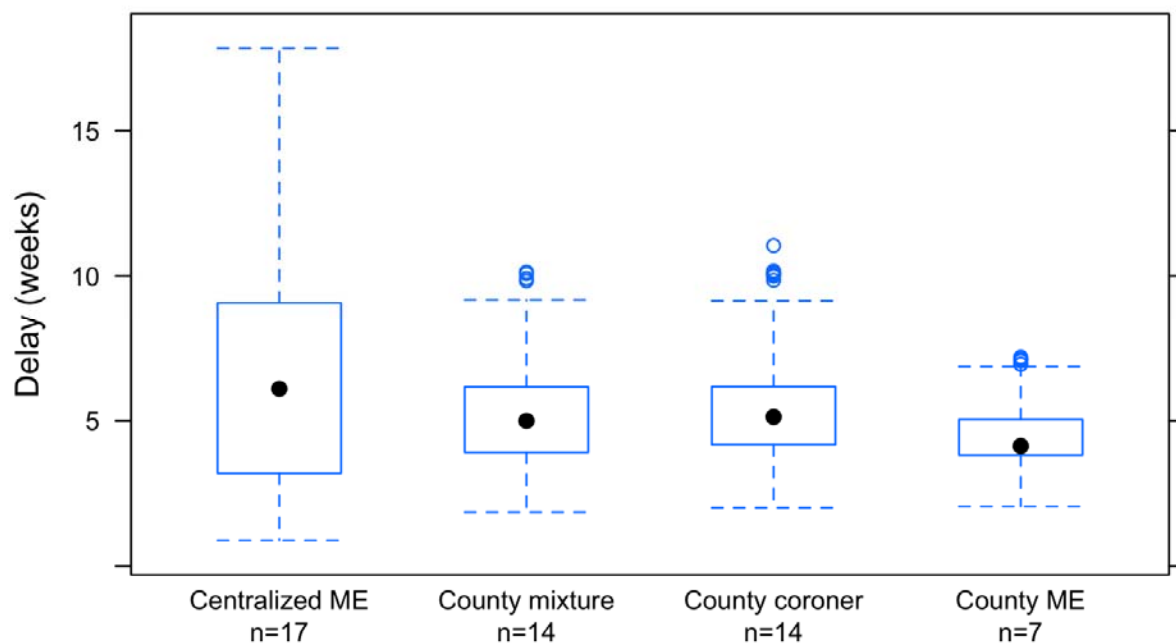 Delay (weeks)
15
10
5
Centralized ME
n=17
County mixture
n=14
County coroner
n=14
County ME
n=7